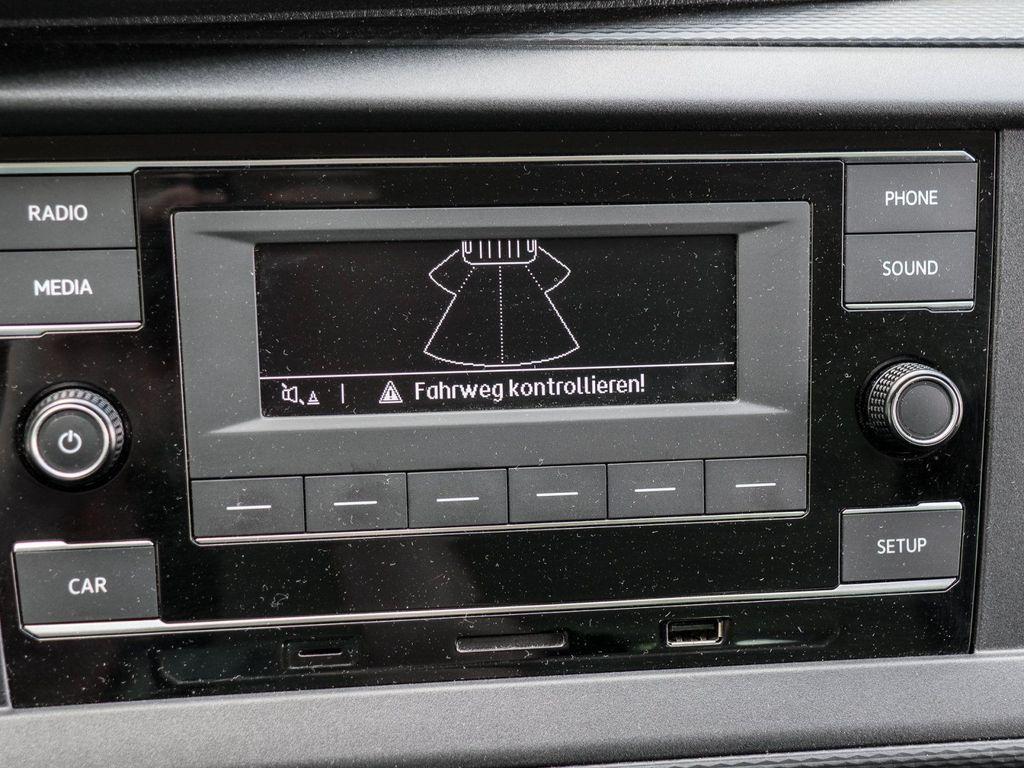 RADIO
PHONE
MEDIA
SOUND
Fahrweg kontrollieren!
CAR
SETUP